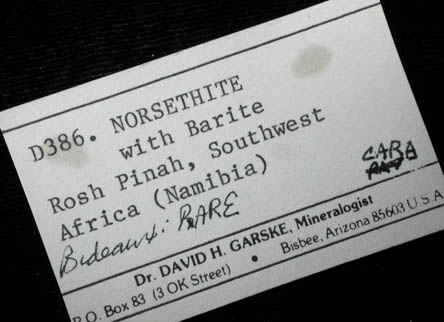 D386. NORSETHITE
with Barite
Rosh Pinah, Southwest
Africa (Namibia)
Bideaux: RARE
CABA
Dr. DAVID H. GARSKE, Mineralogist
P.O. Box 83 (3 OK Street) • Bisbee, Arizona 85603 U.S.A